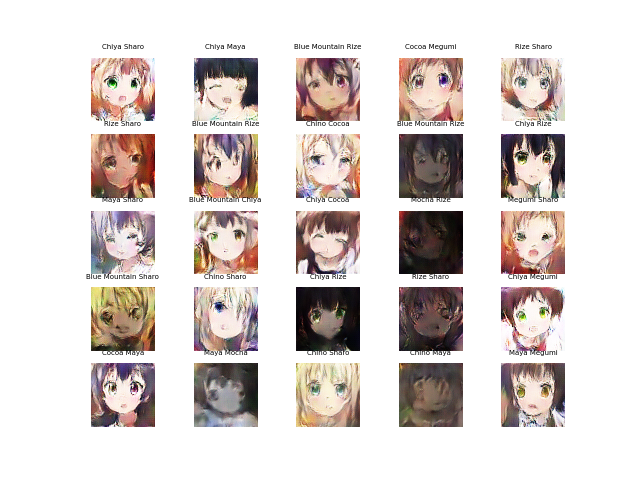 Chiya Sharo
Chiya Maya
Blue Mountain Rize
Cocoa Megumi
Rize Sharo
Rize Sharo
Blue Mountain Rize
Chino Cocoa
Blue Mountain Rize
Chiya Rize
Maya Sharo
Blue Mountain Chiya
Chiya Cocoa
Mocha Rize
Megumi Sharo
Blue Mountain Sharo
Chino Sharo
Chiya Rize
Rize Sharo
Chiya Megumi
Cocoa Maya
Maya Mocha
Chino Sharo
Chino Maya
Maya Megumi